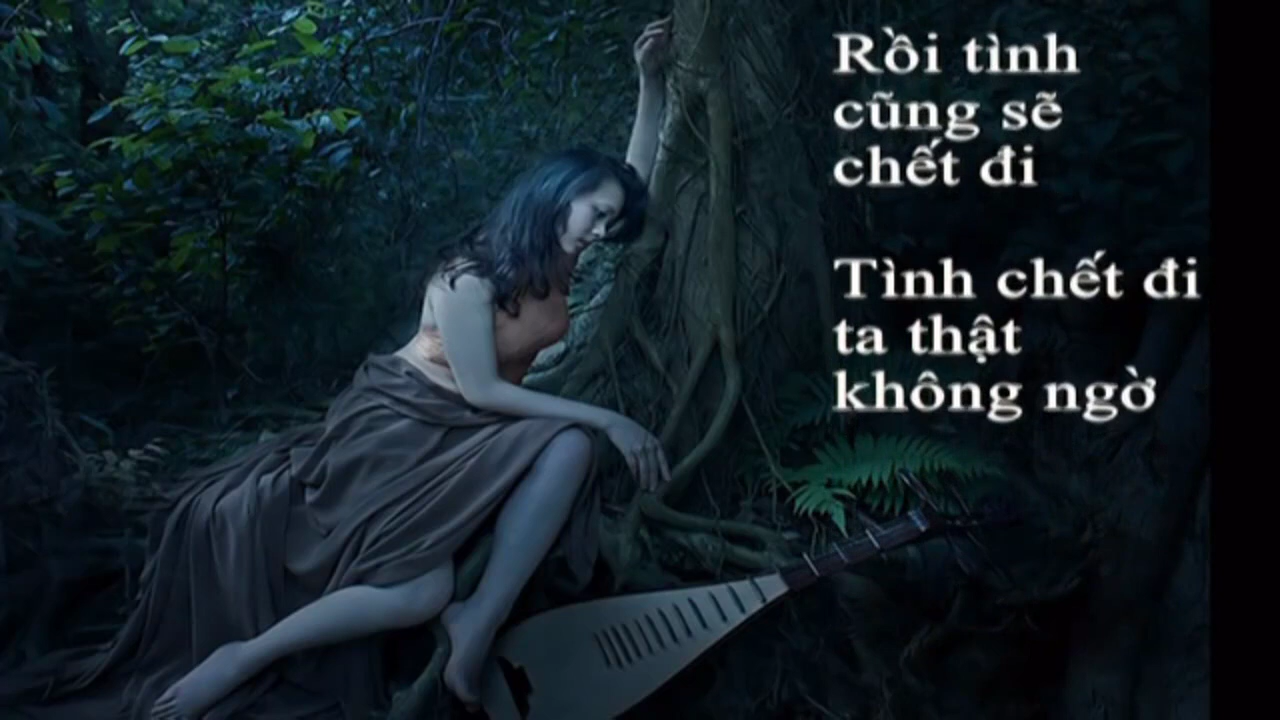 Rồi tình
cũng sẽ
chết đi
Tình chết đi
ta thật
không ngờ